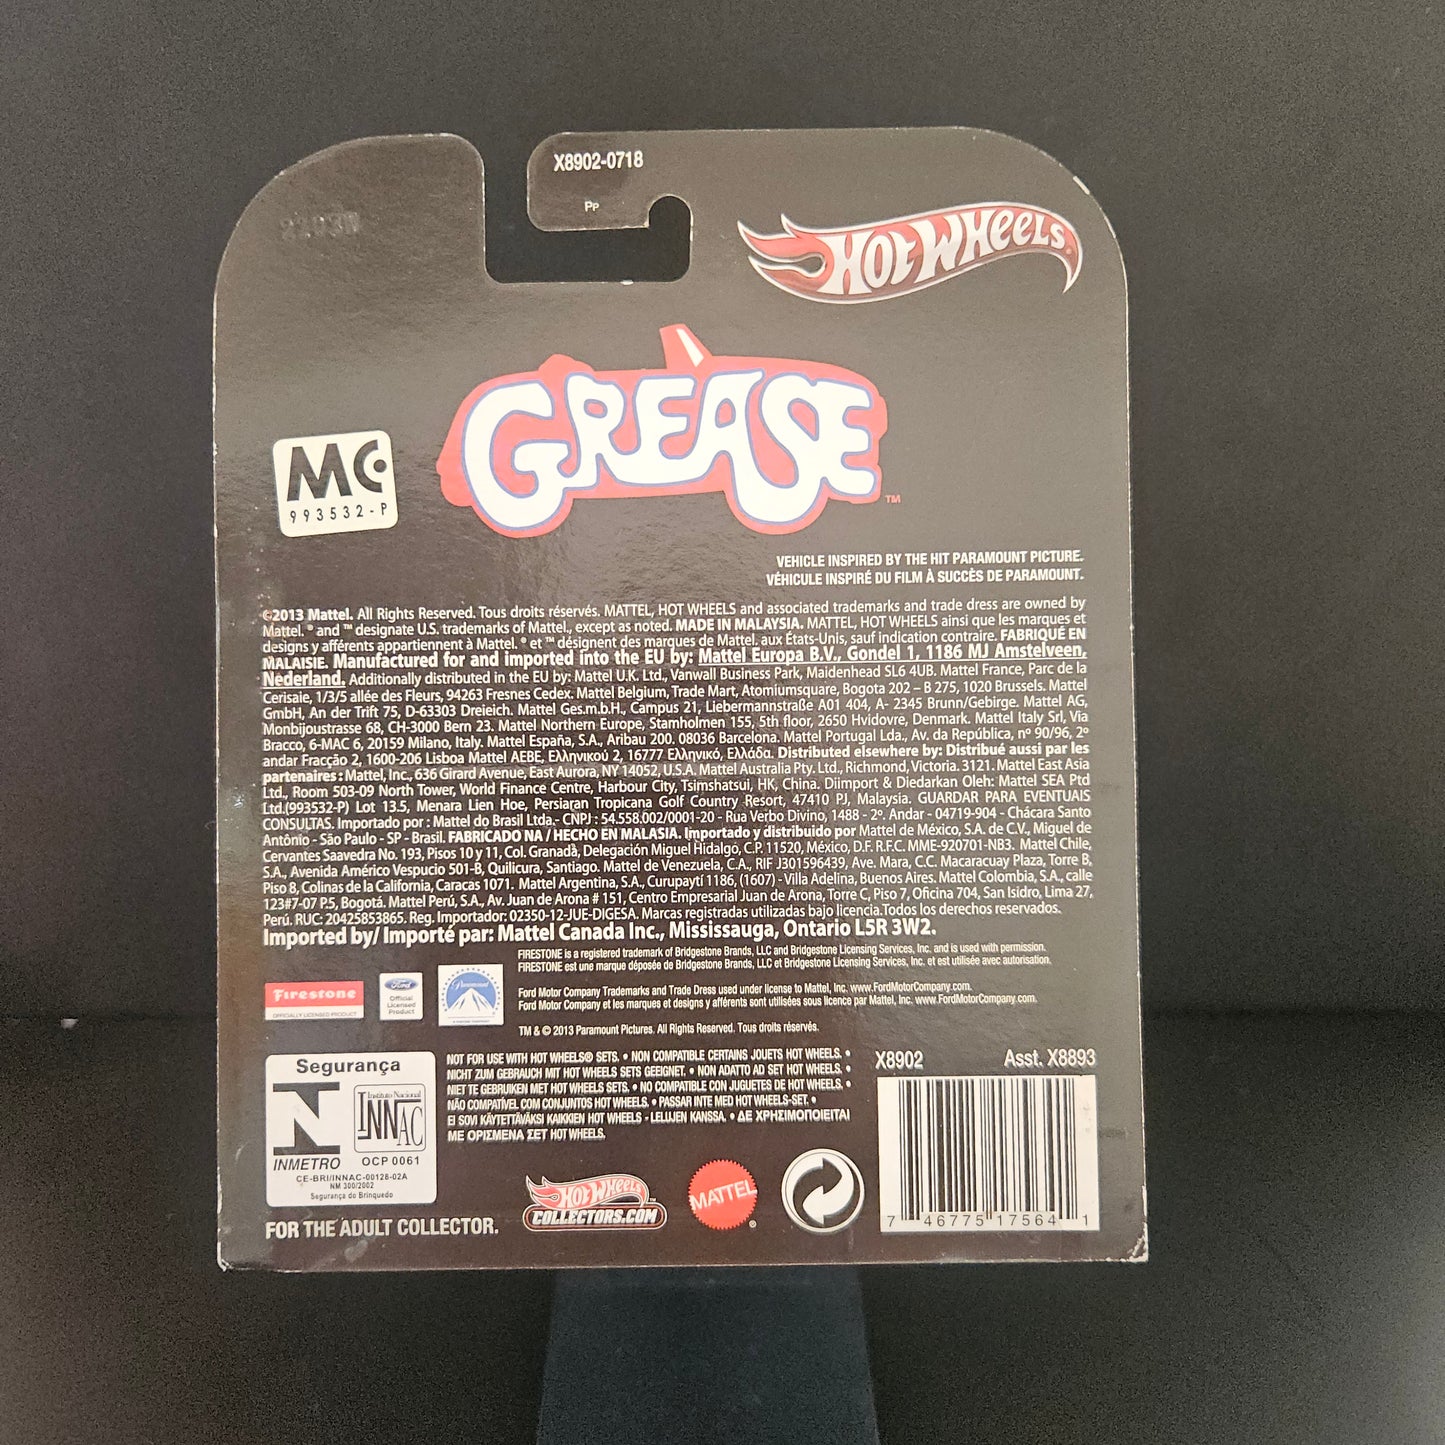 X8902-0718
PP
HOT WHEELS
GREASE™
MC
993532-P
VEHICLE INSPIRED BY THE HIT PARAMOUNT PICTURE.
VÉHICULE INSPIRÉ DU FILM À SUCCÈS DE PARAMOUNT.
©2013 Mattel. All Rights Reserved. Tous droits réservés. MATTEL, HOT WHEELS and associated trademarks and trade dress are owned by
Mattel. ® and ™ designate U.S. trademarks of Mattel, except as noted. MADE IN MALAYSIA. MATTEL, HOT WHEELS ainsi que les marques et
designs y afférents appartiennent à Mattel. ® et ™ désignent des marques de Mattel. aux États-Unis, sauf indication contraire. FABRIQUÉ EN
MALAISIE. Manufactured for and imported into the EU by: Mattel Europa B.V., Gondel 1, 1186 MJ Amstelveen,
Nederland. Additionally distributed in the EU by: Mattel U.K. Ltd., Vanwall Business Park, Maidenhead SL6 4UB. Mattel France, Parc de la
Cerisaie, 1/3/5 allée des Fleurs, 94263 Fresnes Cedex. Mattel Belgium, Trade Mart, Atomiumsquare, Bogota 202 – B 275, 1020 Brussels. Mattel
GmbH, An der Trift 75, D-63303 Dreieich. Mattel Ges.m.b.H., Campus 21, Liebermannstraße A01 404, A- 2345 Brunn/Gebirge. Mattel AG,
Monbijoustrasse 68, CH-3000 Bern 23. Mattel Northern Europe, Stamholmen 155, 5th floor, 2650 Hvidovre, Denmark. Mattel Italy Srl, Via
Bracco, 6-MAC 6, 20159 Milano, Italy. Mattel España, S.A., Aribau 200. 08036 Barcelona. Mattel Portugal Lda., Av. da República, nº 90/96, 2º
andar Fracção 2, 1600-206 Lisboa Mattel AEBE, Ελληνικού 2, 16777 Ελληνικό, Ελλάδα. Distributed elsewhere by: Distribué aussi par les
partenaires : Mattel, Inc., 636 Girard Avenue, East Aurora, NY 14052, U.S.A. Mattel Australia Pty. Ltd., Richmond, Victoria. 3121. Mattel East Asia
Ltd., Room 503-09 North Tower, World Finance Centre, Harbour City, Tsimshatsui, HK, China. Diimport & Diedarkan Oleh: Mattel SEA Ptd
Ltd.(993532-P) Lot 13.5, Menara Lien Hoe, Persiaran Tropicana Golf Country Resort, 47410 PJ, Malaysia. GUARDAR PARA EVENTUAIS
CONSULTAS. Importado por : Mattel do Brasil Ltda.- CNPJ : 54.558.002/0001-20 - Rua Verbo Divino, 1488 - 2º. Andar - 04719-904 - Chácara Santo
Antônio - São Paulo - SP - Brasil. FABRICADO NA / HECHO EN MALASIA. Importado y distribuido por Mattel de México, S.A. de C.V., Miguel de
Cervantes Saavedra No. 193, Pisos 10 y 11, Col. Granada, Delegación Miguel Hidalgo, C.P. 11520, México, D.F. R.F.C. MME-920701-NB3. Mattel Chile,
S.A., Avenida Américo Vespucio 501-B, Quilicura, Santiago. Mattel de Venezuela, C.A., RIF J301596439, Ave. Mara, C.C. Macaracuay Plaza, Torre B,
Piso 8, Colinas de la California, Caracas 1071. Mattel Argentina, S.A., Curupaytí 1186, (1607) - Villa Adelina, Buenos Aires. Mattel Colombia, S.A., calle
123#7-07 P.5, Bogotá. Mattel Perú, S.A., Av. Juan de Arona # 151, Centro Empresarial Juan de Arona, Torre C, Piso 7, Oficina 704, San Isidro, Lima 27,
Perú. RUC: 20425853865. Reg. Importador: 02350-12-JUE-DIGESA. Marcas registradas utilizadas bajo licencia.Todos los derechos reservados.
Imported by/ Importé par: Mattel Canada Inc., Mississauga, Ontario L5R 3W2.
FIRESTONE is a registered trademark of Bridgestone Brands, LLC and Bridgestone Licensing Services, Inc. and is used with permission.
FIRESTONE est une marque déposée de Bridgestone Brands, LLC et Bridgestone Licensing Services, Inc. et est utilisée avec autorisation.
Firestone
OFFICIALLY LICENSED PRODUCT
Ford
Official
Licensed
Product
Paramount
Ford Motor Company Trademarks and Trade Dress used under license to Mattel, Inc. www.FordMotorCompany.com.
Ford Motor Company et les marques et designs y afférents sont utilisées sous licence par Mattel, Inc. www.FordMotorCompany.com.
TM & © 2013 Paramount Pictures. All Rights Reserved. Tous droits réservés.
Segurança
INMETRO
Instituto Nacional
INNAC
OCP 0061
CE-BRI/INNAC-00128-02A
NM 300/2002
Segurança do Brinquedo
NOT FOR USE WITH HOT WHEELS® SETS. • NON COMPATIBLE CERTAINS JOUETS HOT WHEELS. •
NICHT ZUM GEBRAUCH MIT HOT WHEELS SETS GEEIGNET. • NON ADATTO AD SET HOT WHEELS. •
NIET TE GEBRUIKEN MET HOT WHEELS SETS. • NO COMPATIBLE CON JUGUETES DE HOT WHEELS. •
NÃO COMPATÍVEL COM CONJUNTOS HOT WHEELS. • PASSAR INTE MED HOT WHEELS-SET. •
EI SOVI KÄYTETTÄVÄKSI KAIKKIEN HOT WHEELS - LELUJEN KANSSA. • ΔΕ ΧΡΗΣΙΜΟΠΟΙΕΙΤΑΙ
ΜΕ ΟΡΙΣΜΕΝΑ ΣΕΤ HOT WHEELS.
X8902 Asst. X8893
7 46775 17564 1
FOR THE ADULT COLLECTOR.
HOT WHEELS™
COLLECTORS.COM
MATTEL®